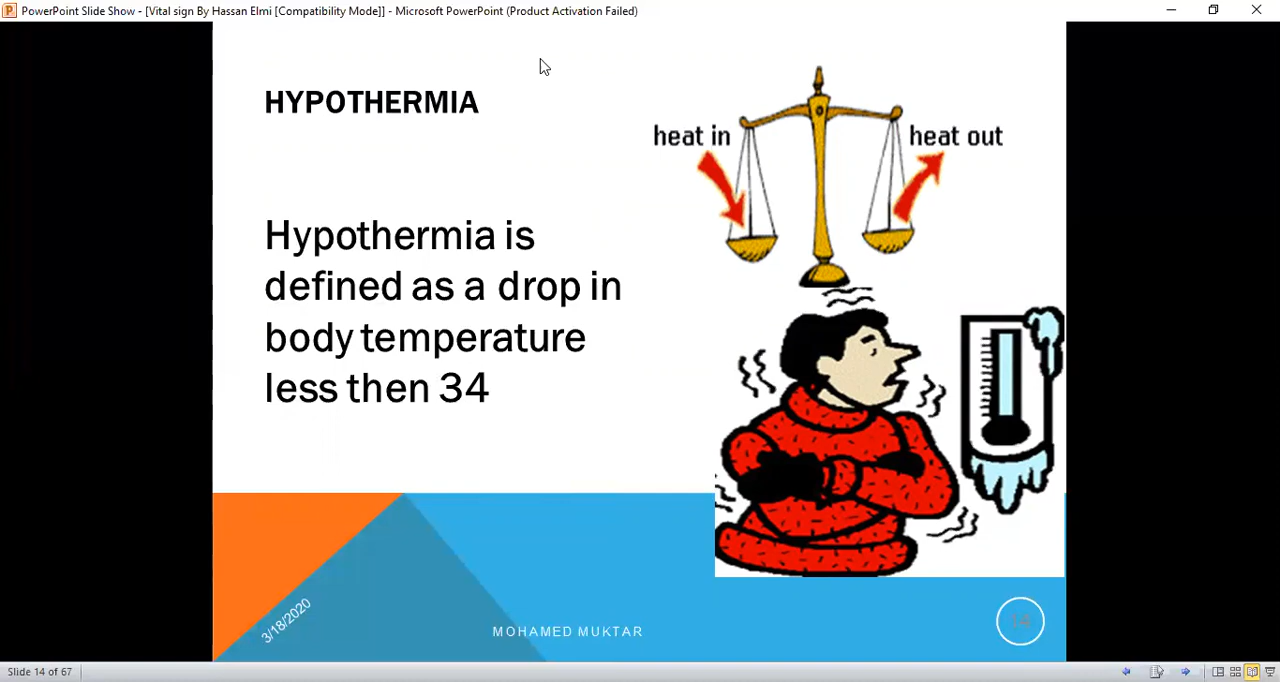 PowerPoint Slide Show - [Vital sign By Hassan Elmi [Compatibility Mode]] - Microsoft PowerPoint (Product Activation Failed)
HYPOTHERMIA
heat in
heat out
Hypothermia is
defined as a drop in
body temperature
less then 34
3/18/2020
MOHAMED MUKTAR
14
Slide 14 of 67